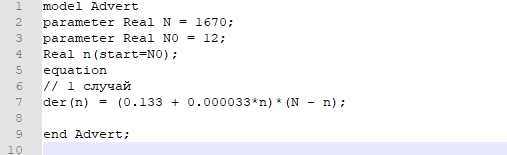 1 model Advert
2 parameter Real N = 1670;
3 parameter Real N0 = 12;
4 Real n(start=N0);
5 equation
6 // 1 случай
7 der(n) = (0.133 + 0.000033*n)*(N - n);
8
9 end Advert;
10